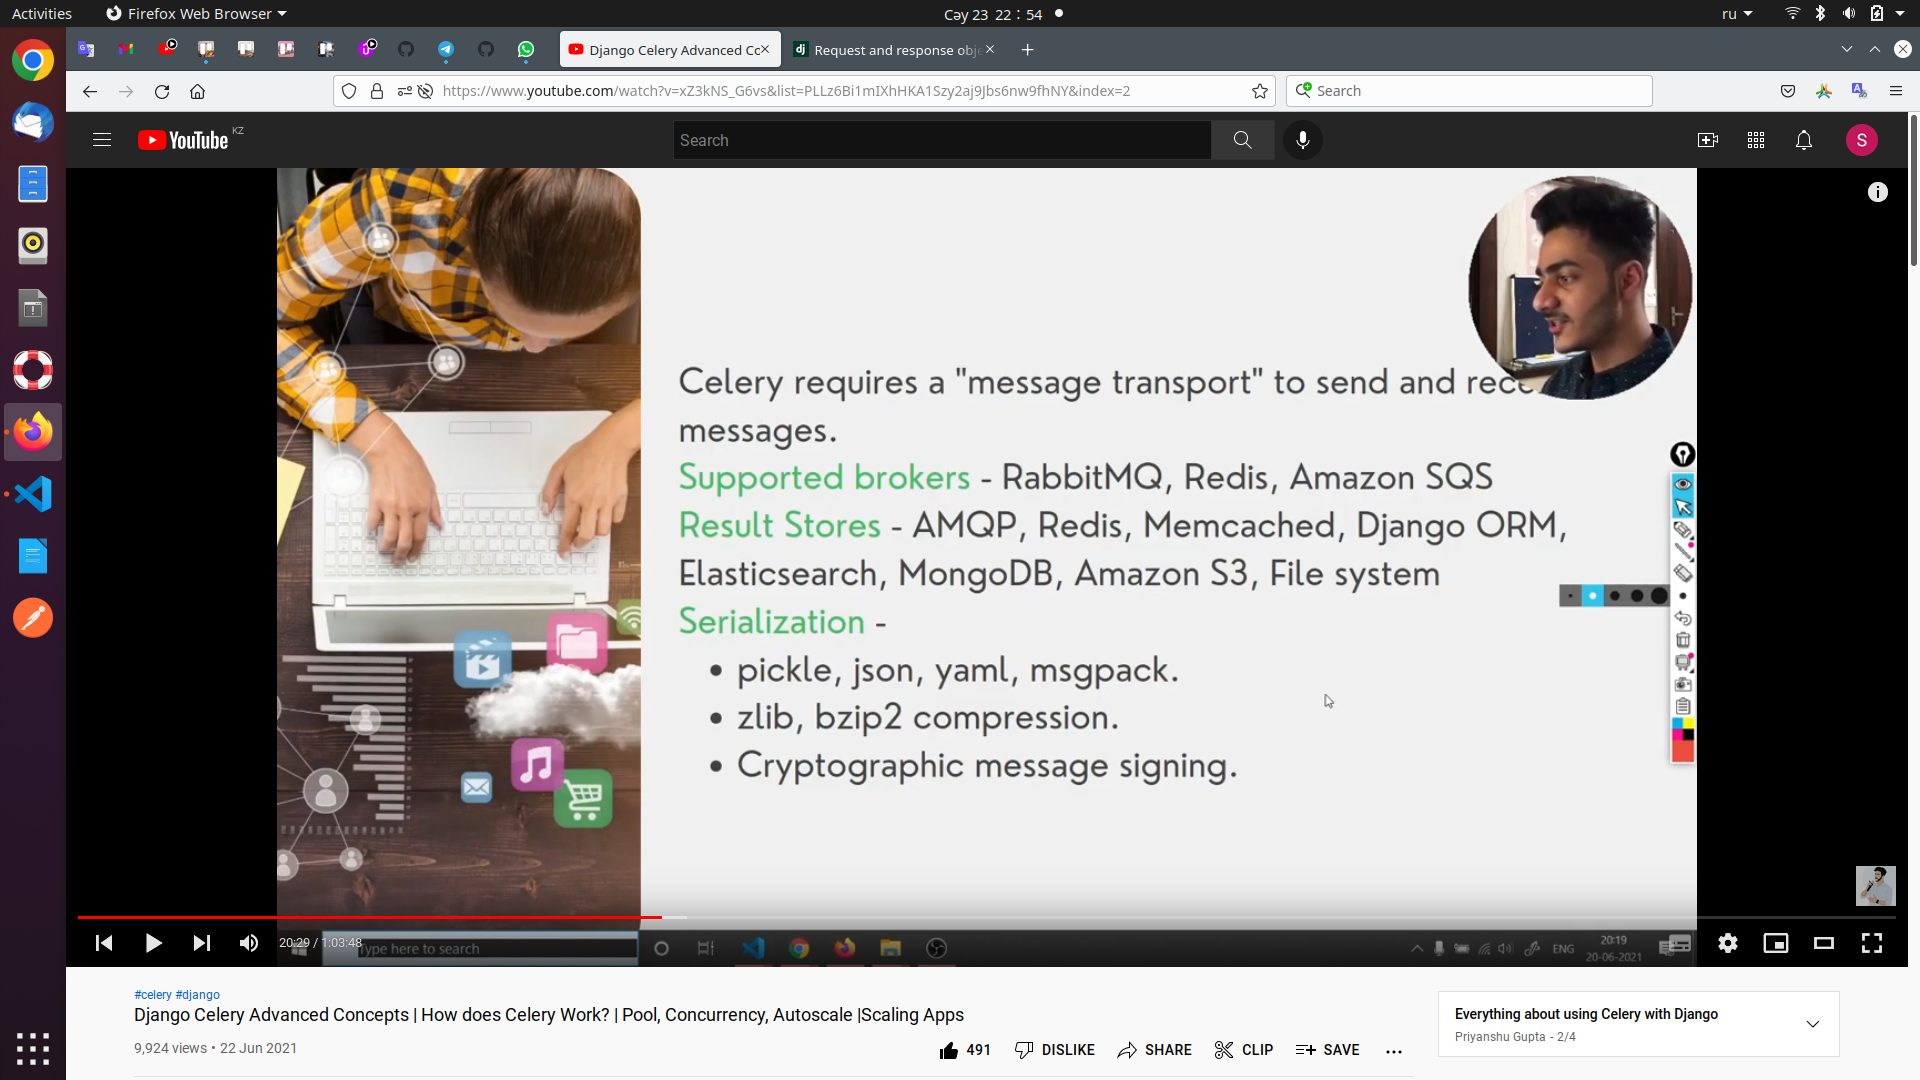 Activities
Firefox Web Browser
Сәу 23 22 : 54
ru
Django Celery Advanced Co
Request and response obje
https://www.youtube.com/watch?v=xZ3kNS_G6vs&list=PLLz6Bi1mIXhHKA1Szy2aj9Jbs6nw9fhNY&index=2
Search
YouTube
KZ
Search
S
Celery requires a "message transport" to send and rece
messages.
Supported brokers - RabbitMQ, Redis, Amazon SQS
Result Stores - AMQP, Redis, Memcached, Django ORM,
Elasticsearch, MongoDB, Amazon S3, File system
Serialization -
• pickle, json, yaml, msgpack.
• zlib, bzip2 compression.
• Cryptographic message signing.
20:29 / 1:03:48
Type here to search
ENG
20:19
20-06-2021
#celery #django
Django Celery Advanced Concepts | How does Celery Work? | Pool, Concurrency, Autoscale |Scaling Apps
9,924 views • 22 Jun 2021
491
DISLIKE
SHARE
CLIP
SAVE
Everything about using Celery with Django
Priyanshu Gupta - 2/4